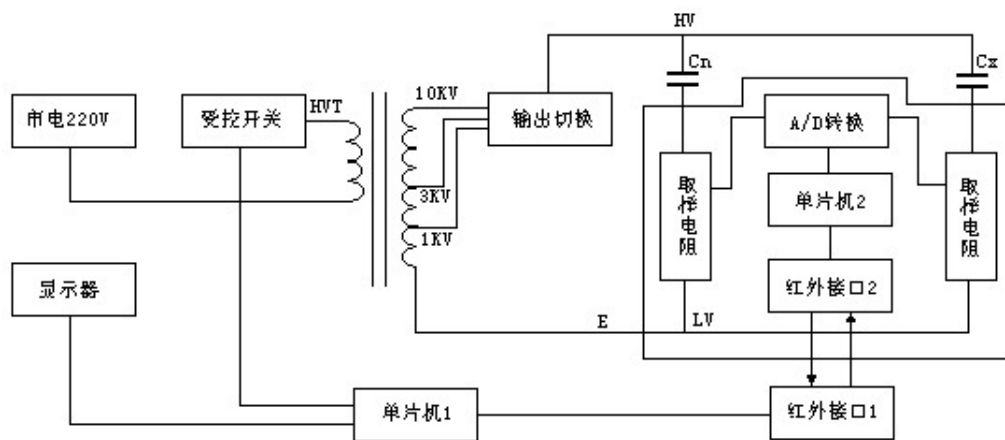 HV
Cn
Cx
10KV
HVT
市电220V
受控开关
输出切换
A/D转换
取样电阻
取样电阻
单片机2
3KV
1KV
显示器
红外接口2
E
LV
单片机1
红外接口1